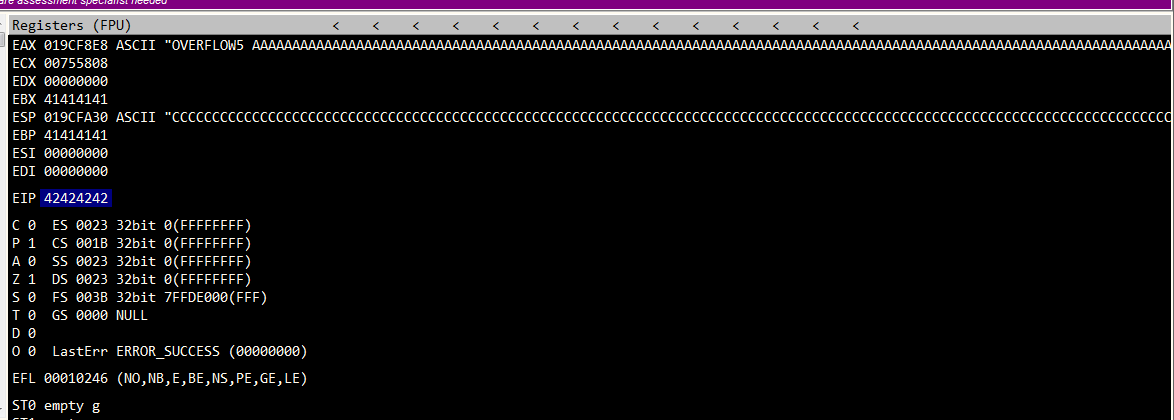 are assessment specialist needed
Registers (FPU) < < < < < < < < < < < < < <
EAX 019CF8E8 ASCII "OVERFLOW5 AAAAAAAAAAAAAAAAAAAAAAAAAAAAAAAAAAAAAAAAAAAAAAAAAAAAAAAAAAAAAAAAAAAAAAAAAAAAAAAAAAAAAAAAAAAAAAAAAAAAAAAAAAA
ECX 00755808
EDX 00000000
EBX 41414141
ESP 019CFA30 ASCII "CCCCCCCCCCCCCCCCCCCCCCCCCCCCCCCCCCCCCCCCCCCCCCCCCCCCCCCCCCCCCCCCCCCCCCCCCCCCCCCCCCCCCCCCCCCCCCCCCCCCCCCCCCCCCCCCCCCCCCCCC
EBP 41414141
ESI 00000000
EDI 00000000
EIP 42424242
C 0 ES 0023 32bit 0(FFFFFFFF)
P 1 CS 001B 32bit 0(FFFFFFFF)
A 0 SS 0023 32bit 0(FFFFFFFF)
Z 1 DS 0023 32bit 0(FFFFFFFF)
S 0 FS 003B 32bit 7FFDE000(FFF)
T 0 GS 0000 NULL
D 0
O 0 LastErr ERROR_SUCCESS (00000000)
EFL 00010246 (NO,NB,E,BE,NS,PE,GE,LE)
ST0 empty g